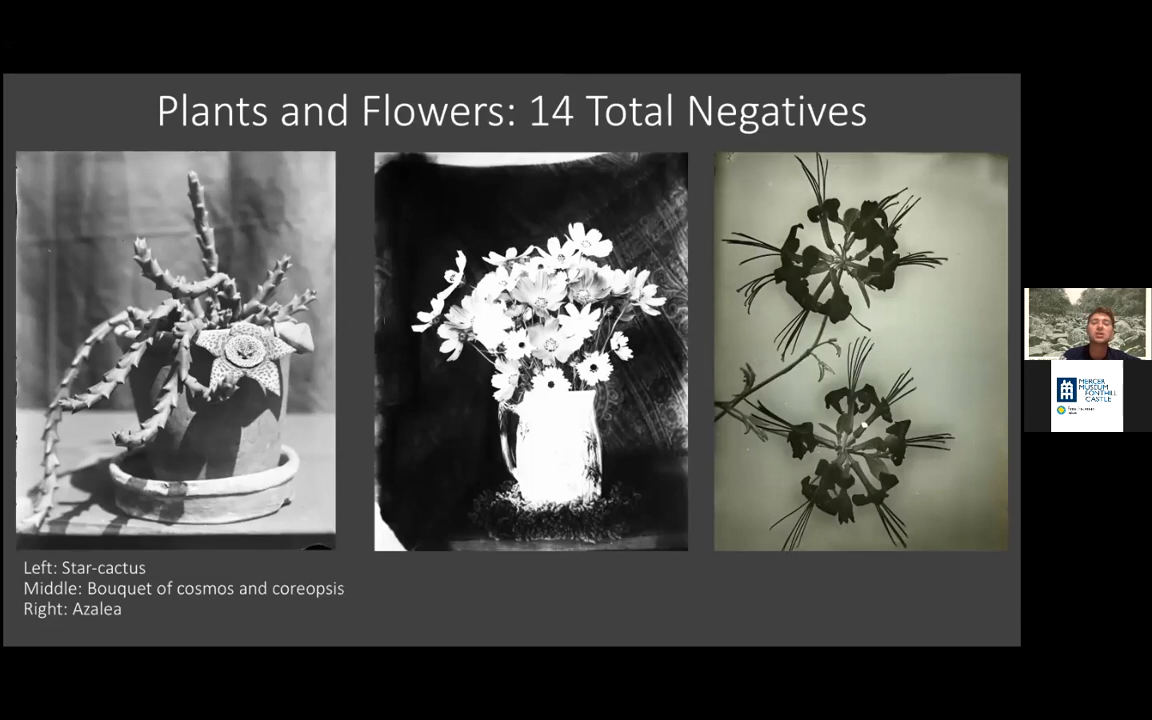 Plants and Flowers: 14 Total Negatives
Left: Star-cactus
Middle: Bouquet of cosmos and coreopsis
Right: Azalea
MERCER
MUSEUM
FONTHILL
CASTLE